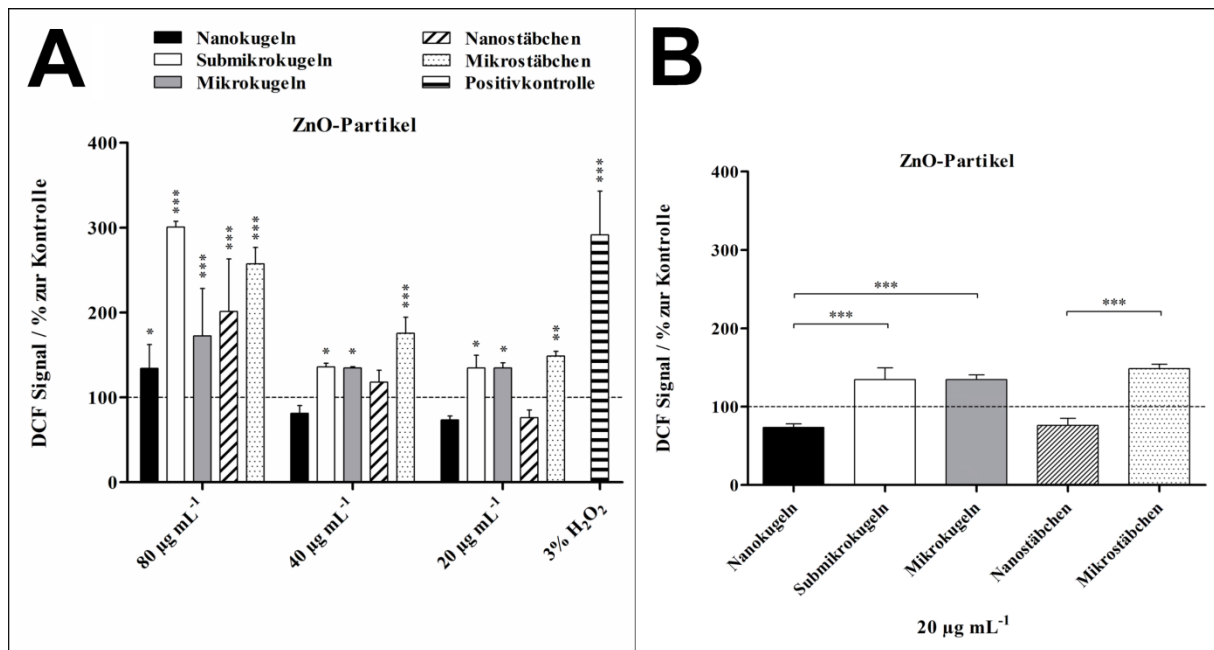 A
Nanokugeln
Submikrokugeln
Mikrokugeln
Nanostäbchen
Mikrostäbchen
Positivkontrolle
ZnO-Partikel
DCF Signal / % zur Kontrolle
400
300
200
100
0
*
***
***
***
***
*
*
***
*
*
**
***
80 µg mL⁻¹
40 µg mL⁻¹
20 µg mL⁻¹
3% H₂O₂
B
ZnO-Partikel
DCF Signal / % zur Kontrolle
400
300
200
100
0
***
***
***
Nanokugeln
Submikrokugeln
Mikrokugeln
Nanostäbchen
Mikrostäbchen
20 µg mL⁻¹